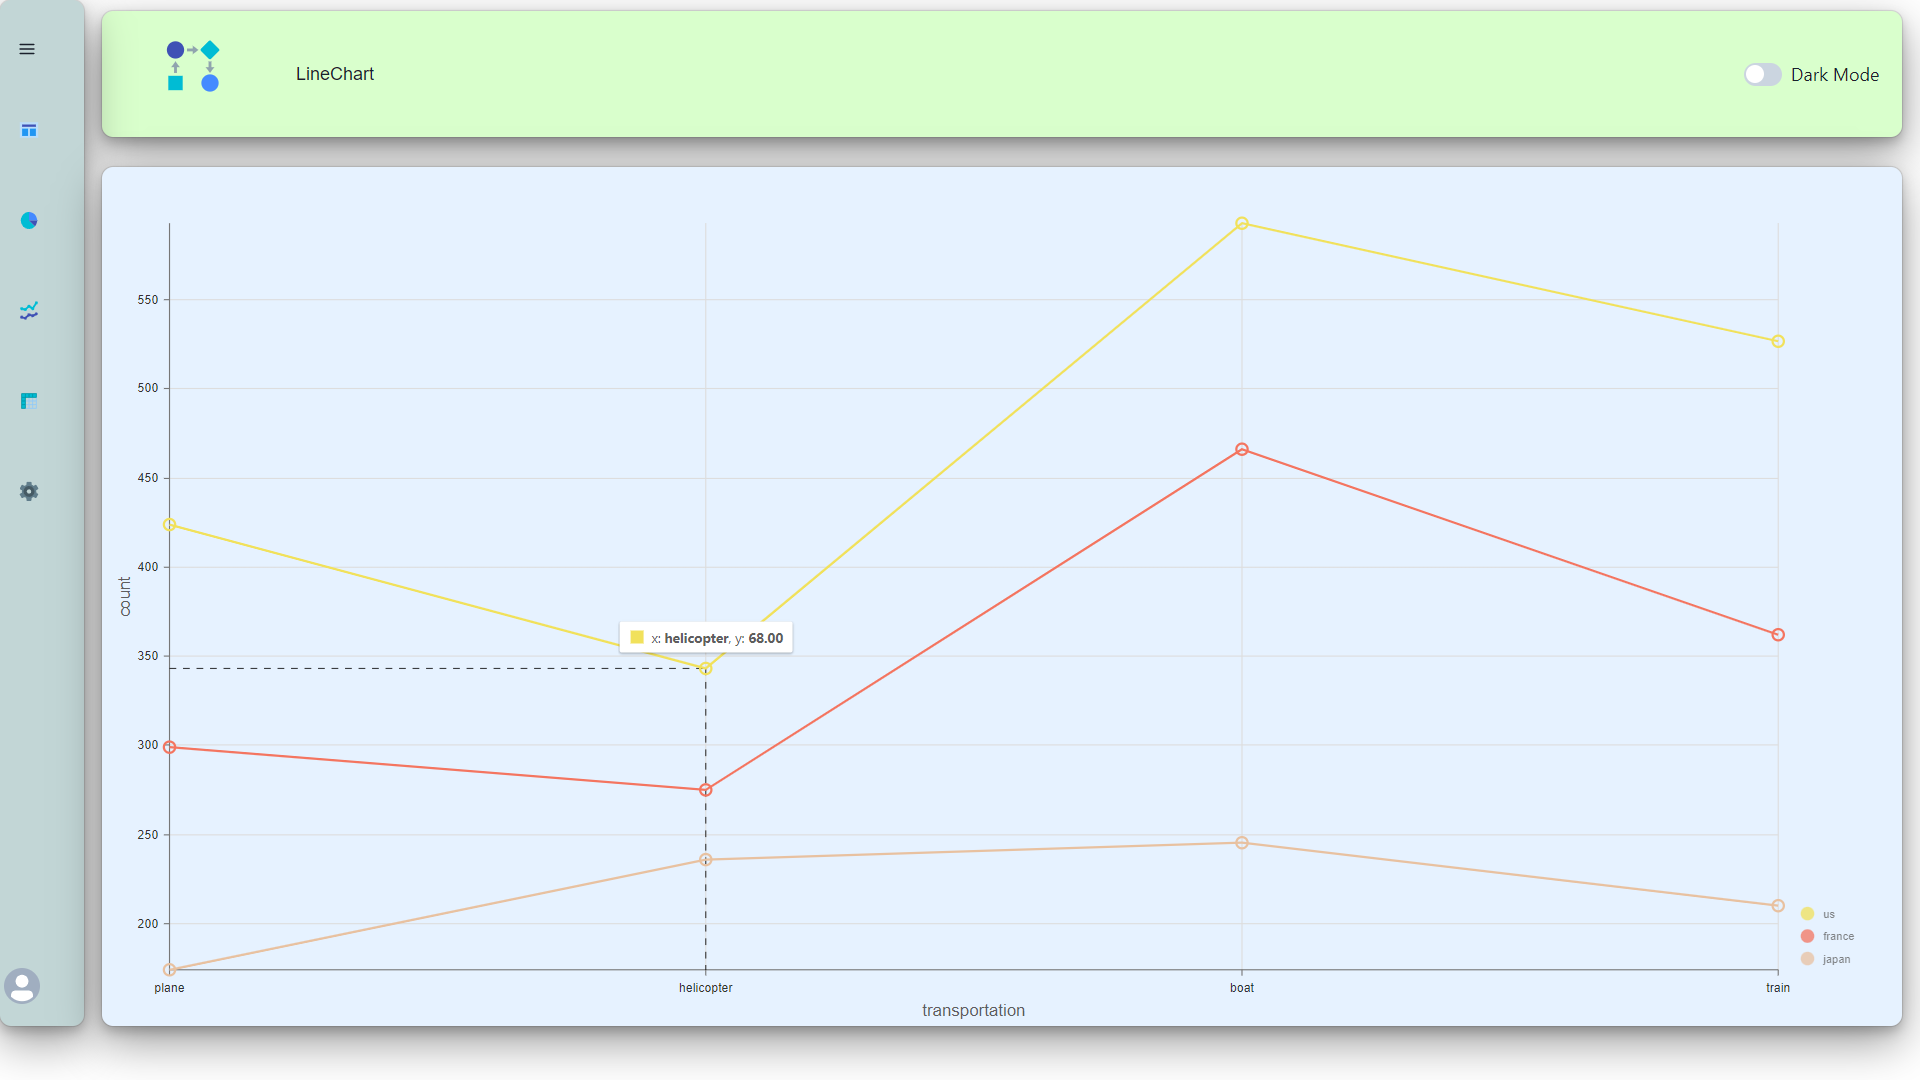 LineChart
Dark Mode
550
500
450
400
350
300
250
200
count
x: helicopter, y: 68.00
plane
helicopter
boat
train
transportation
us
france
japan